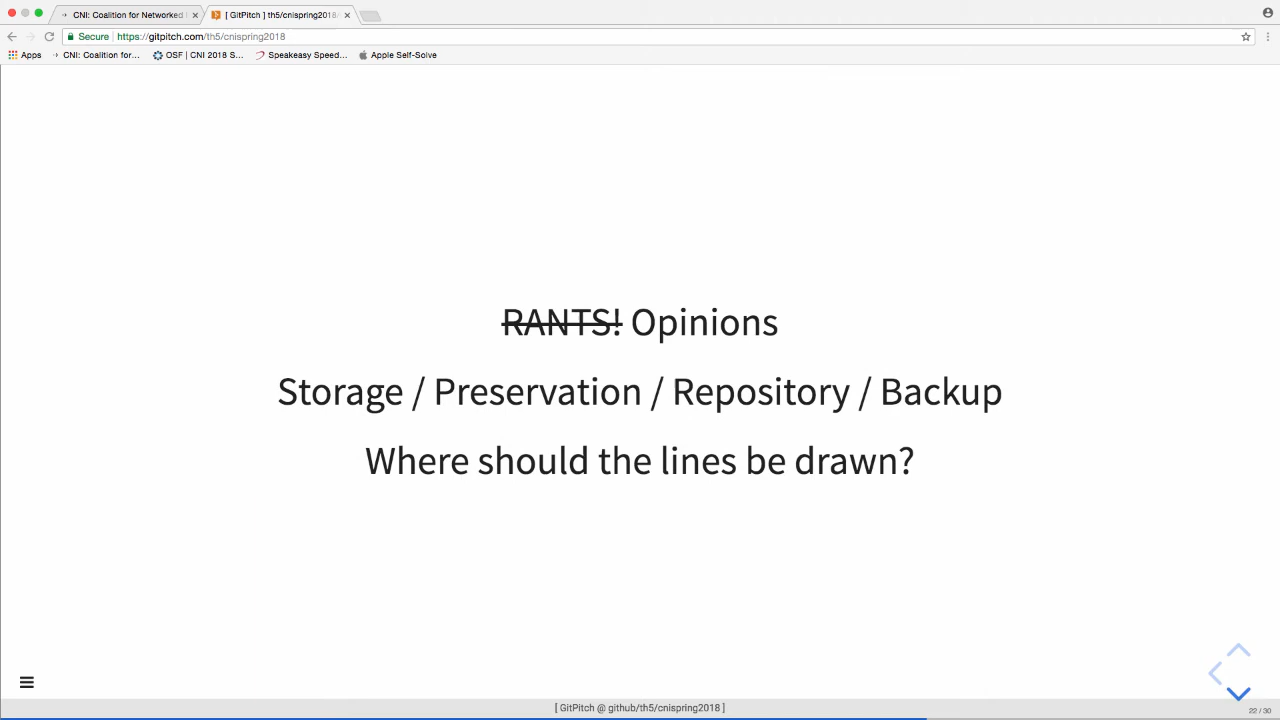 CNI: Coalition for Networked I
[ GitPitch ] th5/cnispring2018
Secure
https://gitpitch.com/th5/cnispring2018
Apps
CNI: Coalition for...
OSF | CNI 2018 S...
Speakeasy Speed...
Apple Self-Solve
RANTS! Opinions
Storage / Preservation / Repository / Backup
Where should the lines be drawn?
[ GitPitch @ github/th5/cnispring2018 ]
22 / 30